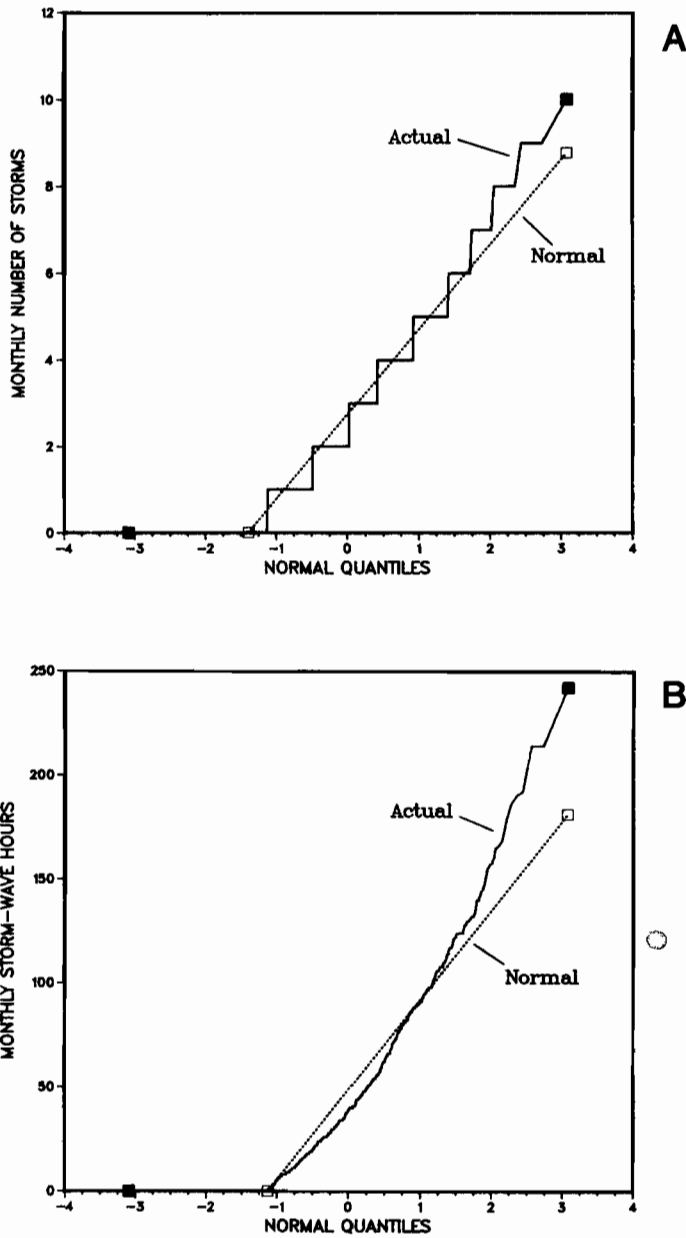 A
MONTHLY NUMBER OF STORMS
12
10
8
6
4
2
0
Actual
Normal
-4 -3 -2 -1 0 1 2 3 4
NORMAL QUANTILES
B
MONTHLY STORM-WAVE HOURS
250
200
150
100
50
0
Actual
Normal
-4 -3 -2 -1 0 1 2 3 4
NORMAL QUANTILES